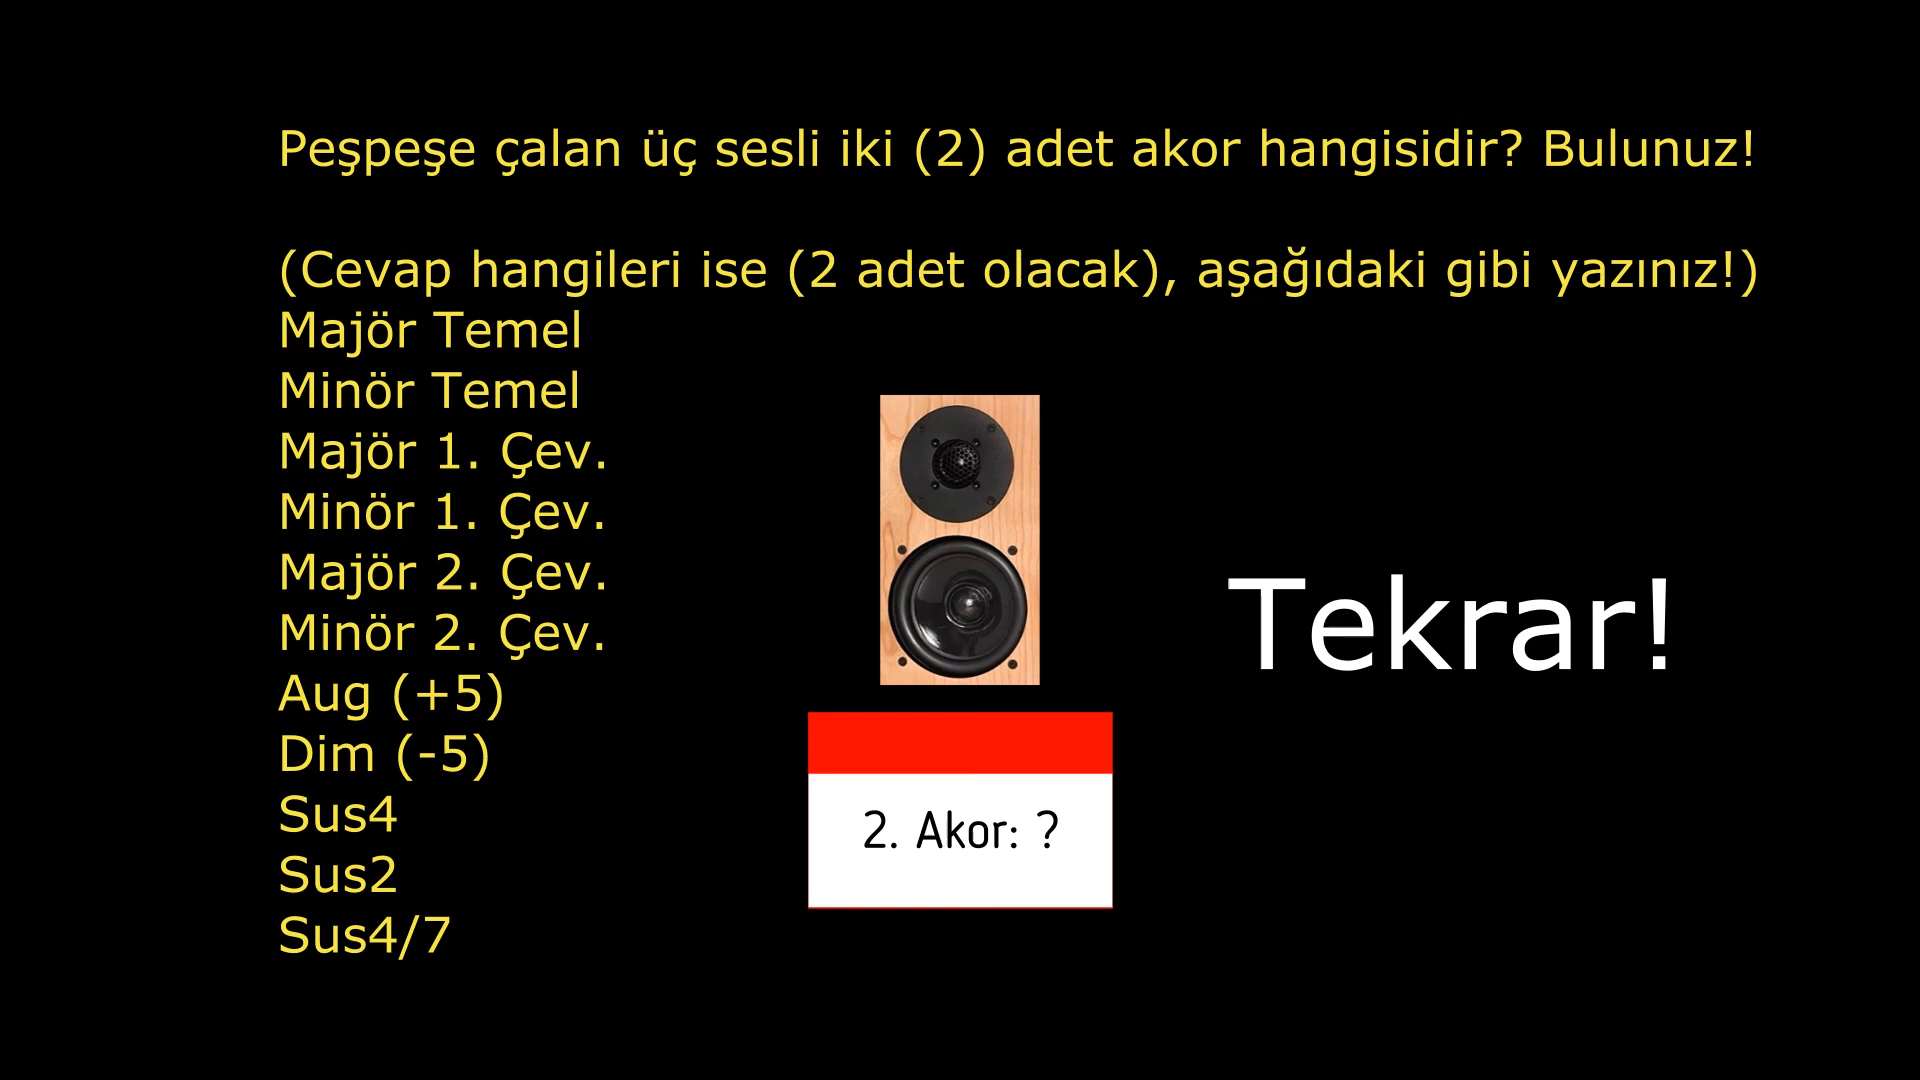 Peşpeşe çalan üç sesli iki (2) adet akor hangisidir? Bulunuz!
(Cevap hangileri ise (2 adet olacak), aşağıdaki gibi yazınız!)
Majör Temel
Minör Temel
Majör 1. Çev.
Minör 1. Çev.
Majör 2. Çev.
Minör 2. Çev.
Aug (+5)
Dim (-5)
Sus4
Sus2
Sus4/7
Tekrar!
2. Akor: ?